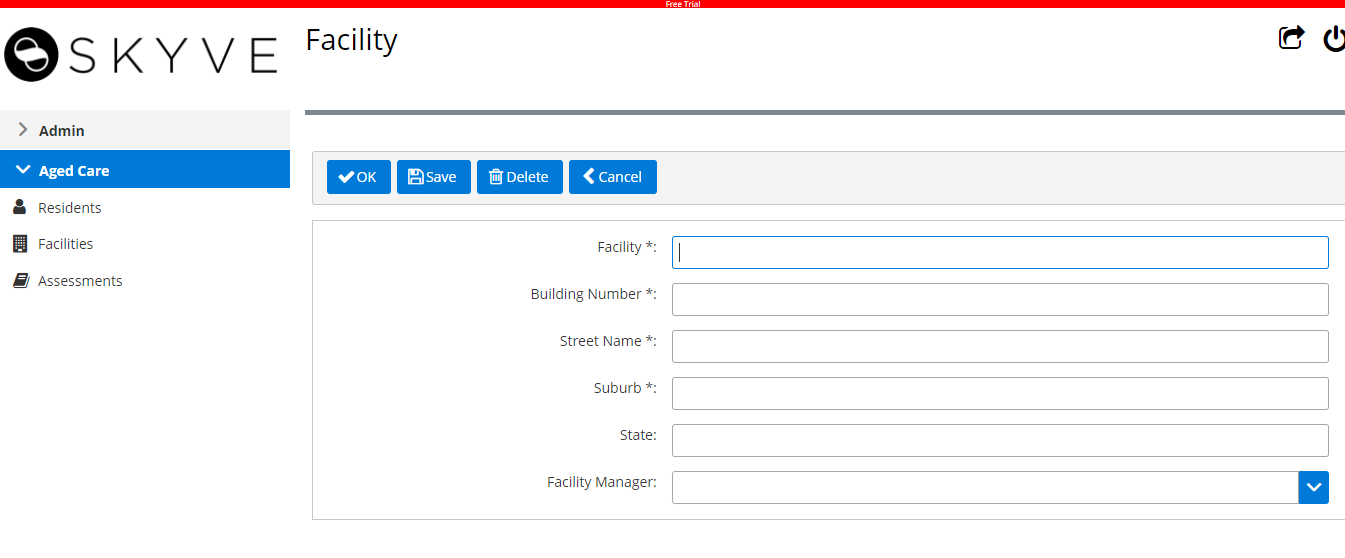 Free Trial
SKYVE
Facility
Admin
Aged Care
Residents
Facilities
Assessments
OK Save Delete Cancel
Facility *:
Building Number *:
Street Name *:
Suburb *:
State:
Facility Manager: